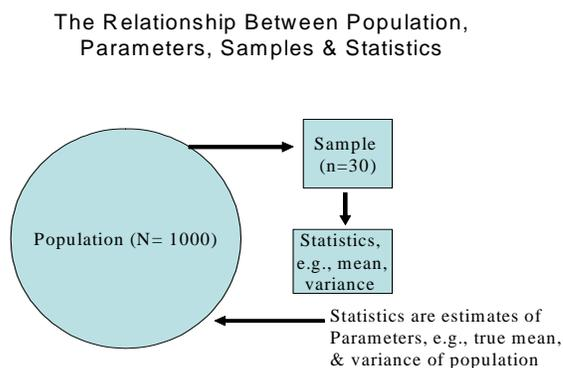 The Relationship Between Population,
Parameters, Samples & Statistics
Sample
(n=30)
Population (N= 1000)
Statistics,
e.g., mean,
variance
Statistics are estimates of
Parameters, e.g., true mean,
& variance of population